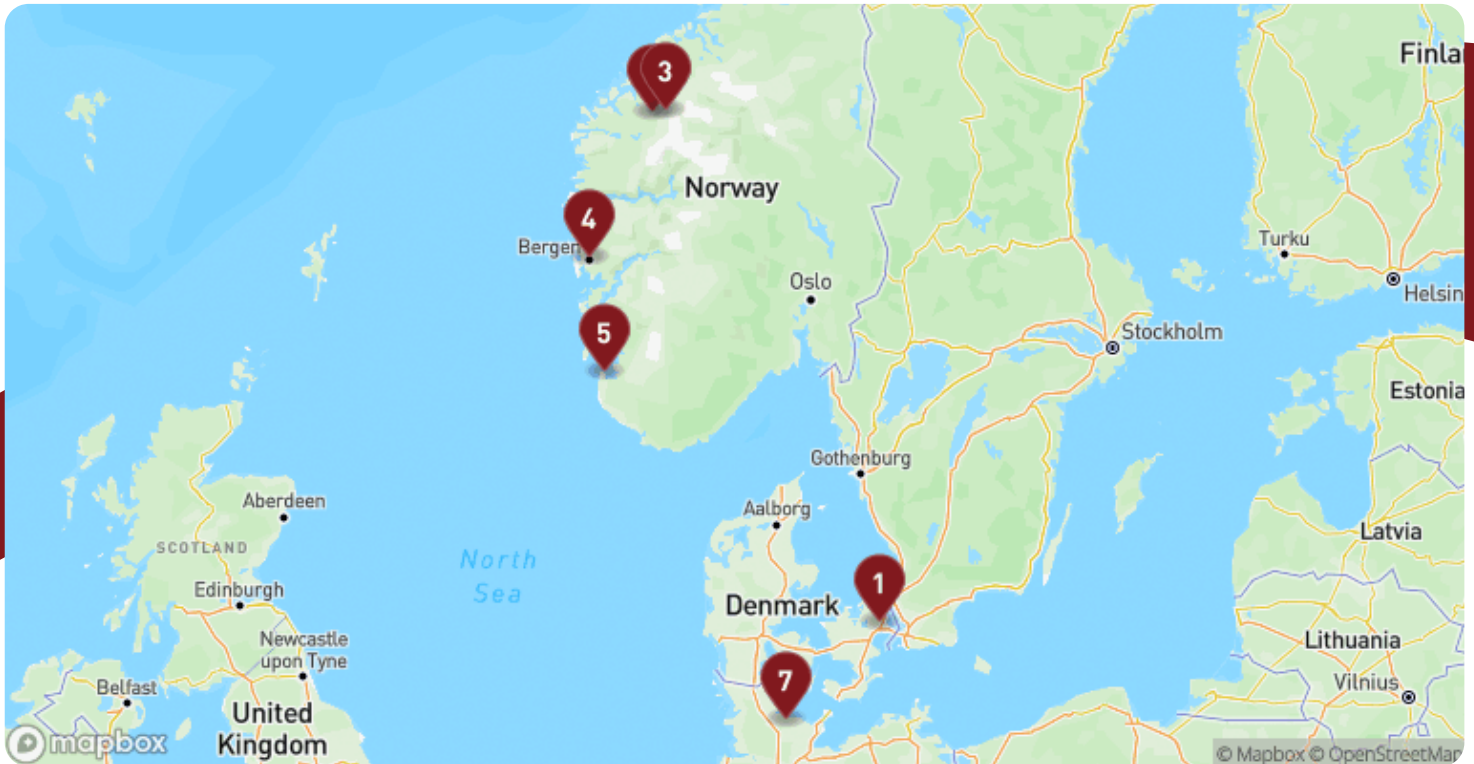 Finla
3
Norway
4
Bergen
Turku
Oslo
Helsin
5
Stockholm
Estonia
Gothenburg
Aberdeen
Aalborg
SCOTLAND
Latvia
North
Sea
1
Edinburgh
Denmark
Newcastle
upon Tyne
Lithuania
7
Belfast
Vilnius
United
Kingdom
mapbox
© Mapbox © OpenStreetMap